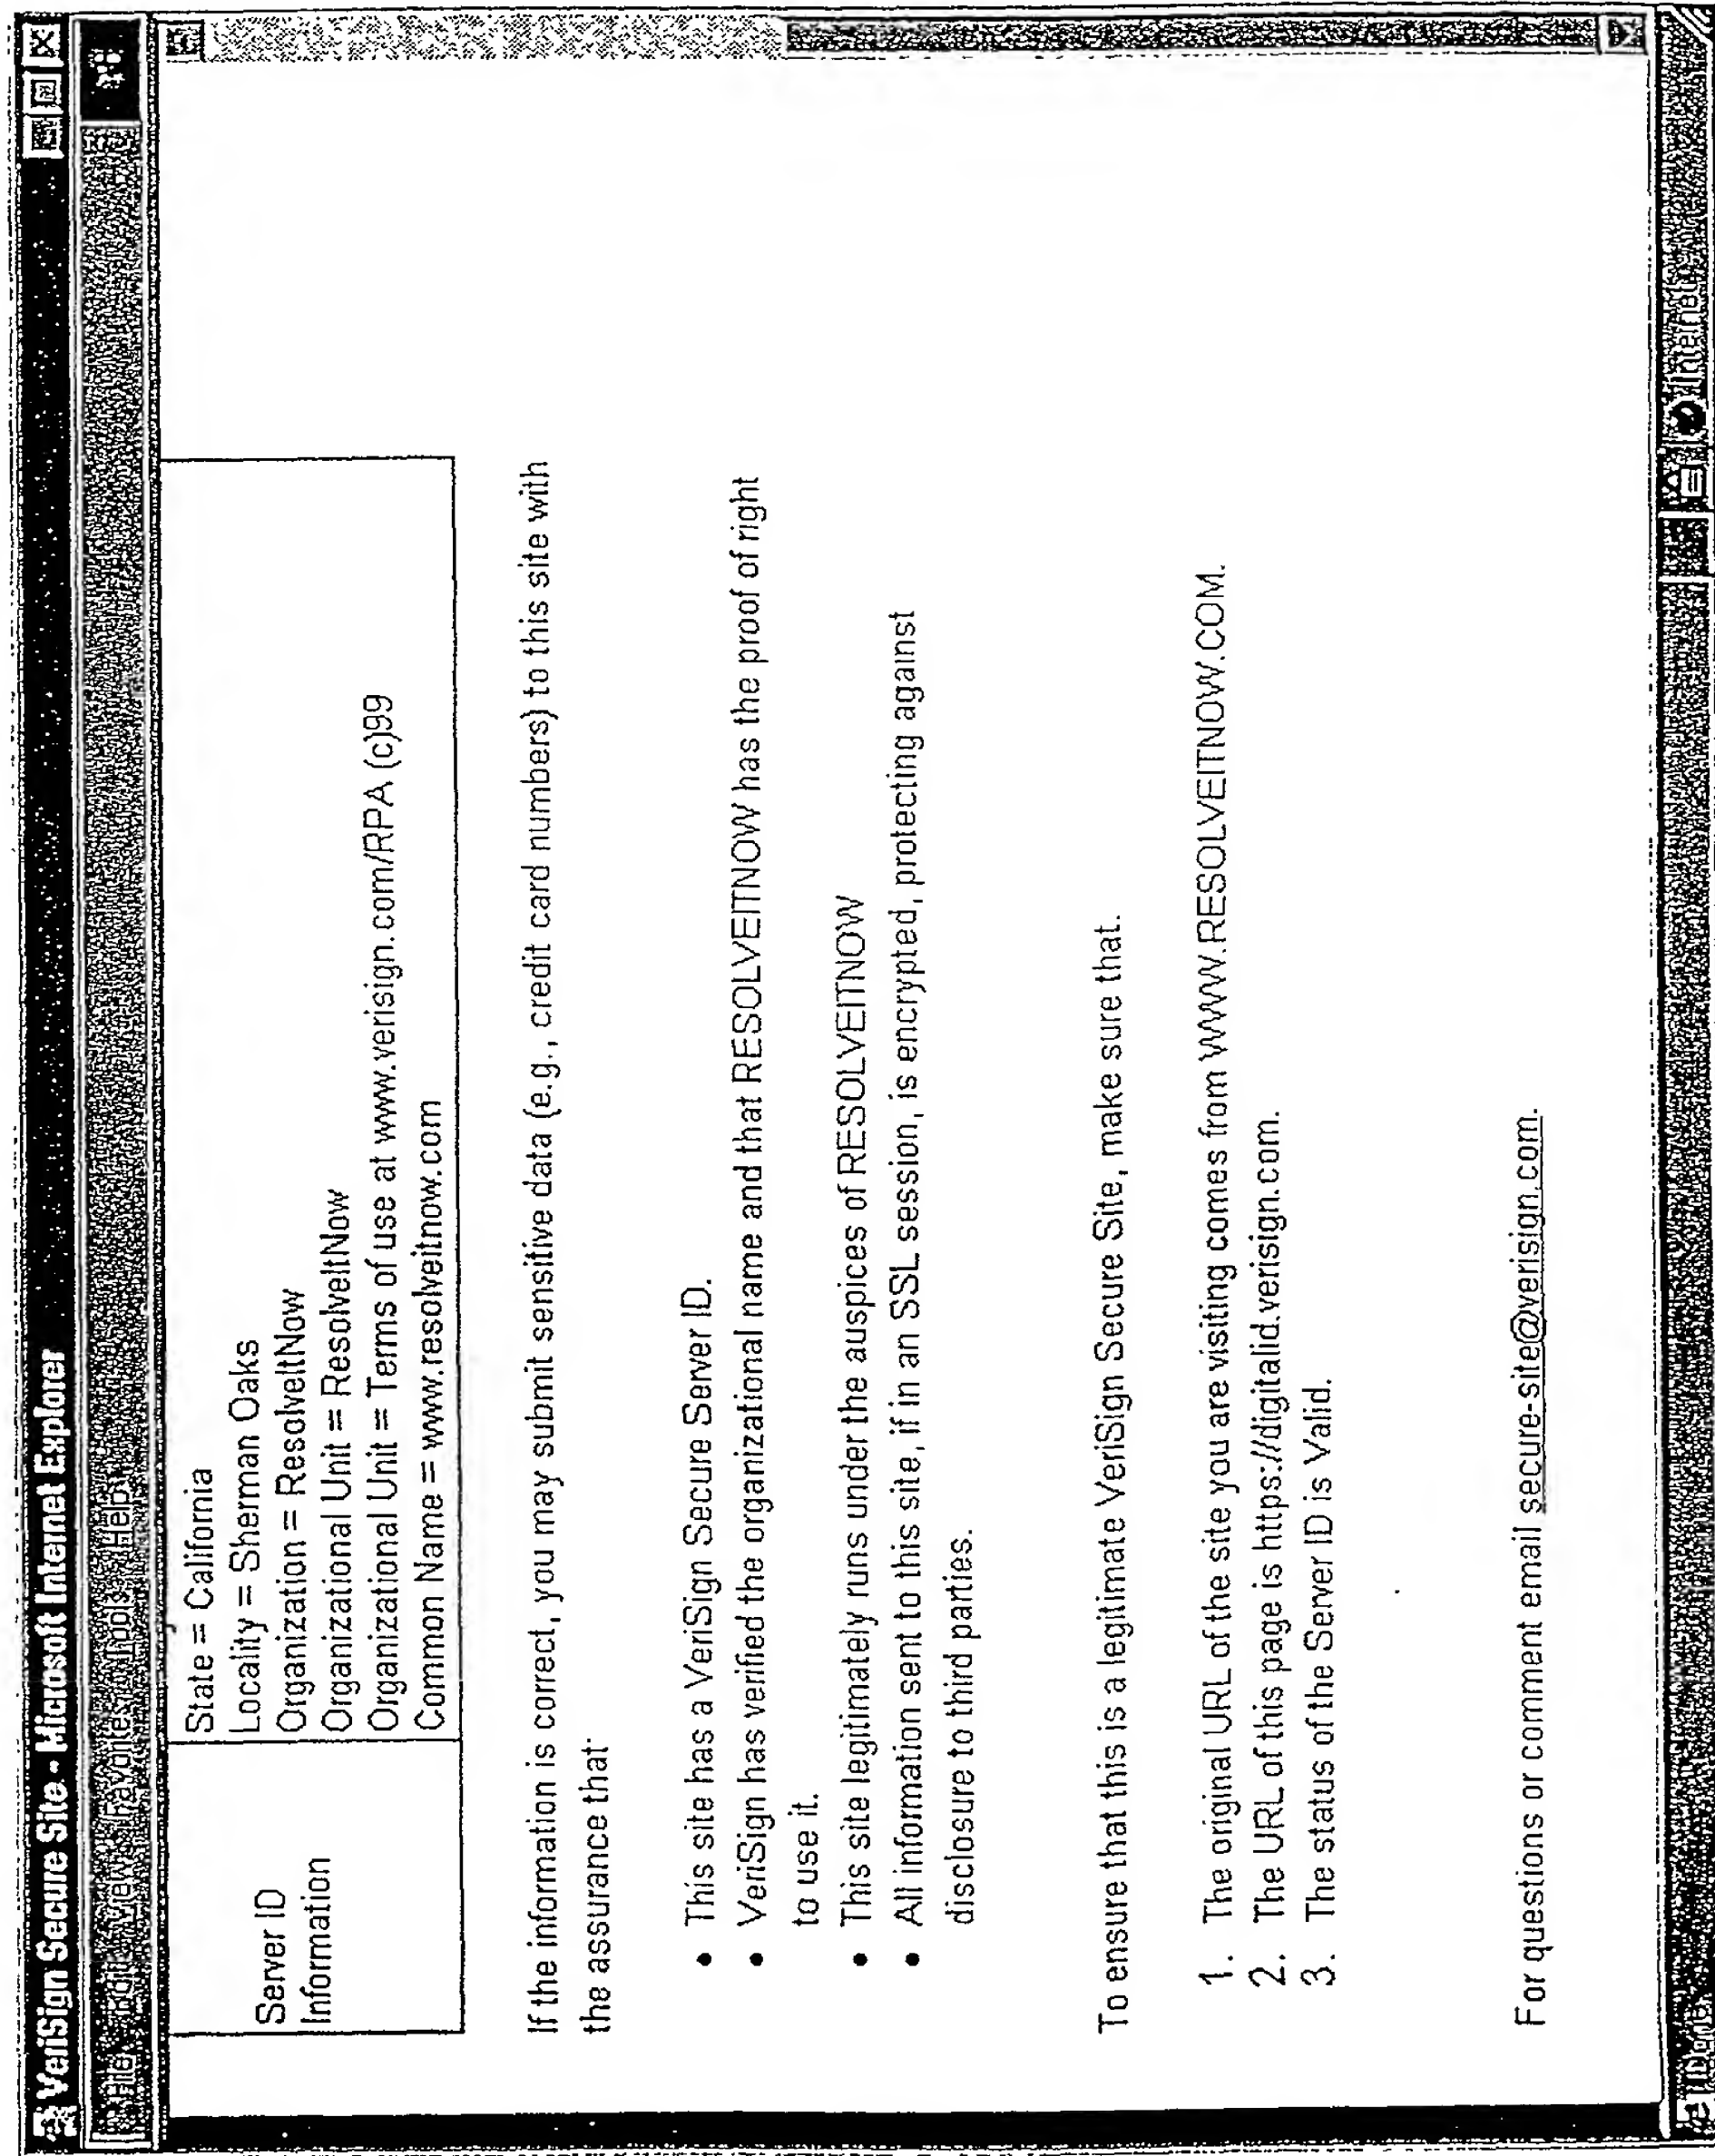 VeriSign Secure Site - Microsoft Internet Explorer
File Edit View Favorites Tools Help
Server ID
Information
State = California
Locality = Sherman Oaks
Organization = ResolveItNow
Organizational Unit = ResolveItNow
Organizational Unit = Terms of use at www.verisign.com/RPA (c)99
Common Name = www.resolveitnow.com
If the information is correct, you may submit sensitive data (e.g., credit card numbers) to this site with
the assurance that
• This site has a VeriSign Secure Server ID.
• VeriSign has verified the organizational name and that RESOLVEITNOW has the proof of right
to use it.
• This site legitimately runs under the auspices of RESOLVEITNOW
• All information sent to this site, if in an SSL session, is encrypted, protecting against
disclosure to third parties.
To ensure that this is a legitimate VeriSign Secure Site, make sure that.
1. The original URL of the site you are visiting comes from WWW.RESOLVEITNOW.COM.
2. The URL of this page is https://digitalid.verisign.com.
3. The status of the Server ID is Valid.
For questions or comment email secure-site@verisign.com.
Done
Internet